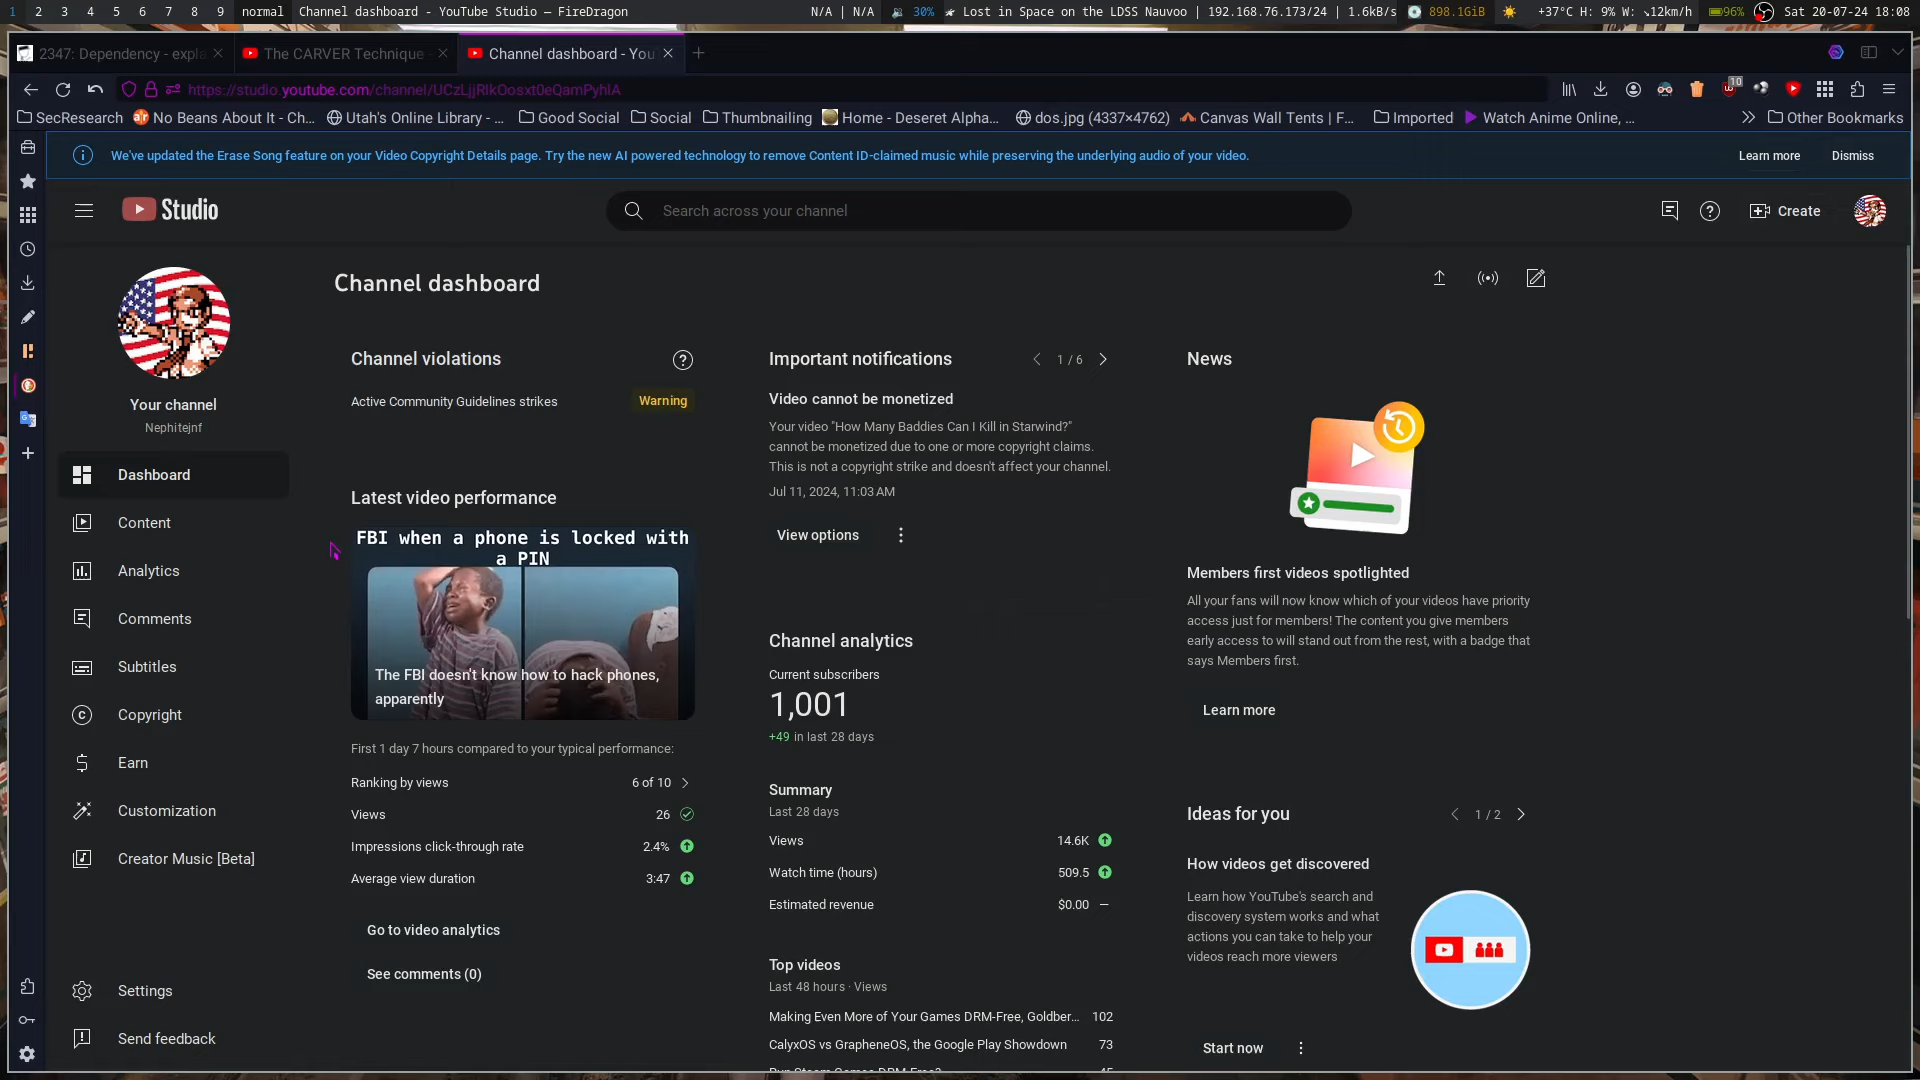 1 2 3 4 5 6 7 8 9 normal Channel dashboard - YouTube Studio — FireDragon N/A | N/A 30% Lost in Space on the LDSS Nauvoo | 192.168.76.173/24 | 1.6kB/s 898.1GiB +37°C H: 9% W: ↘12km/h 96% Sat 20-07-24 18:08
2347: Dependency - expla The CARVER Technique Channel dashboard - You
https://studio.youtube.com/channel/UCzLjjRIkOosxt0eQamPyhIA 10
SecResearch No Beans About It - Ch... Utah's Online Library - ... Good Social Social Thumbnailing Home - Deseret Alpha... dos.jpg (4337×4762) Canvas Wall Tents | F... Imported Watch Anime Online, ... Other Bookmarks
We've updated the Erase Song feature on your Video Copyright Details page. Try the new AI powered technology to remove Content ID-claimed music while preserving the underlying audio of your video. Learn more Dismiss
Studio Search across your channel Create
Your channel
Nephitejnf
Dashboard
Content
Analytics
Comments
Subtitles
Copyright
Earn
Customization
Creator Music [Beta]
Settings
Send feedback
Channel dashboard
Channel violations
Active Community Guidelines strikes Warning
Latest video performance
FBI when a phone is locked with
a PIN
The FBI doesn't know how to hack phones,
apparently
First 1 day 7 hours compared to your typical performance:
Ranking by views 6 of 10
Views 26
Impressions click-through rate 2.4%
Average view duration 3:47
Go to video analytics
See comments (0)
Important notifications 1 / 6
Video cannot be monetized
Your video "How Many Baddies Can I Kill in Starwind?"
cannot be monetized due to one or more copyright claims.
This is not a copyright strike and doesn't affect your channel.
Jul 11, 2024, 11:03 AM
View options
Channel analytics
Current subscribers
1,001
+49 in last 28 days
Summary
Last 28 days
Views 14.6K
Watch time (hours) 509.5
Estimated revenue $0.00 —
Top videos
Last 48 hours · Views
Making Even More of Your Games DRM-Free, Goldber... 102
CalyxOS vs GrapheneOS, the Google Play Showdown 73
Run Steam Games DRM-Free? 45
News
Members first videos spotlighted
All your fans will now know which of your videos have priority
access just for members! The content you give members
early access to will stand out from the rest, with a badge that
says Members first.
Learn more
Ideas for you 1 / 2
How videos get discovered
Learn how YouTube's search and
discovery system works and what
actions you can take to help your
videos reach more viewers
Start now